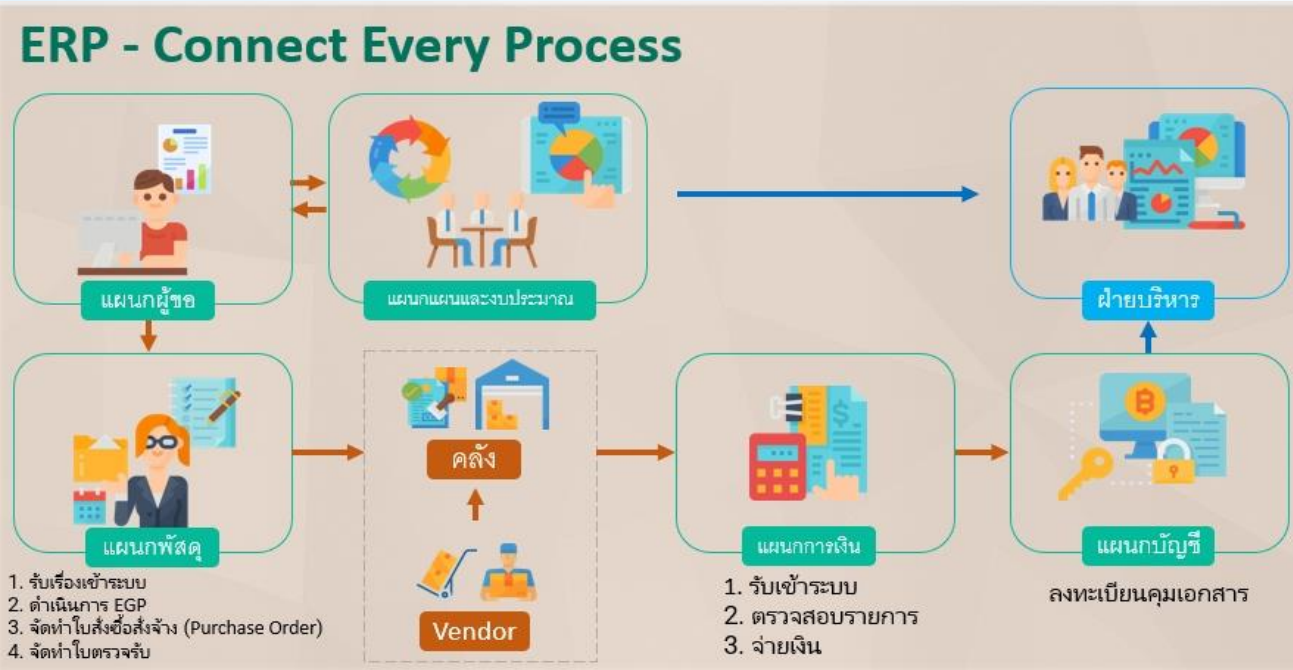 ERP - Connect Every Process
แผนกผู้ขอ
แผนกแผนและงบประมาณ
ฝ่ายบริหาร
คลัง
Vendor
แผนกพัสดุ
แผนกการเงิน
แผนกบัญชี
1. รับเรื่องเข้าระบบ
2. ดำเนินการ EGP
3. จัดทำใบสั่งซื้อสั่งจ้าง (Purchase Order)
4. จัดทำใบตรวจรับ
1. รับเข้าระบบ
2. ตรวจสอบรายการ
3. จ่ายเงิน
ลงทะเบียนคุมเอกสาร